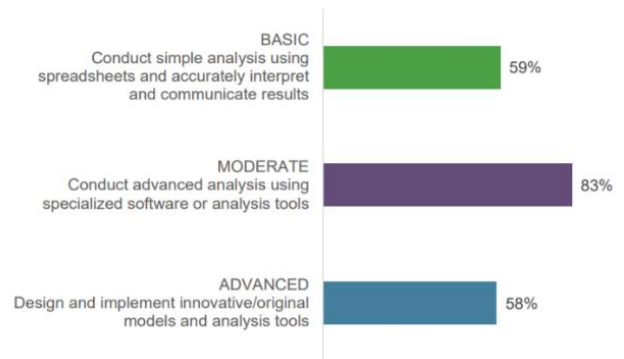 BASIC
Conduct simple analysis using
spreadsheets and accurately interpret
and communicate results
59%
MODERATE
Conduct advanced analysis using
specialized software or analysis tools
83%
ADVANCED
Design and implement innovative/original
models and analysis tools
58%